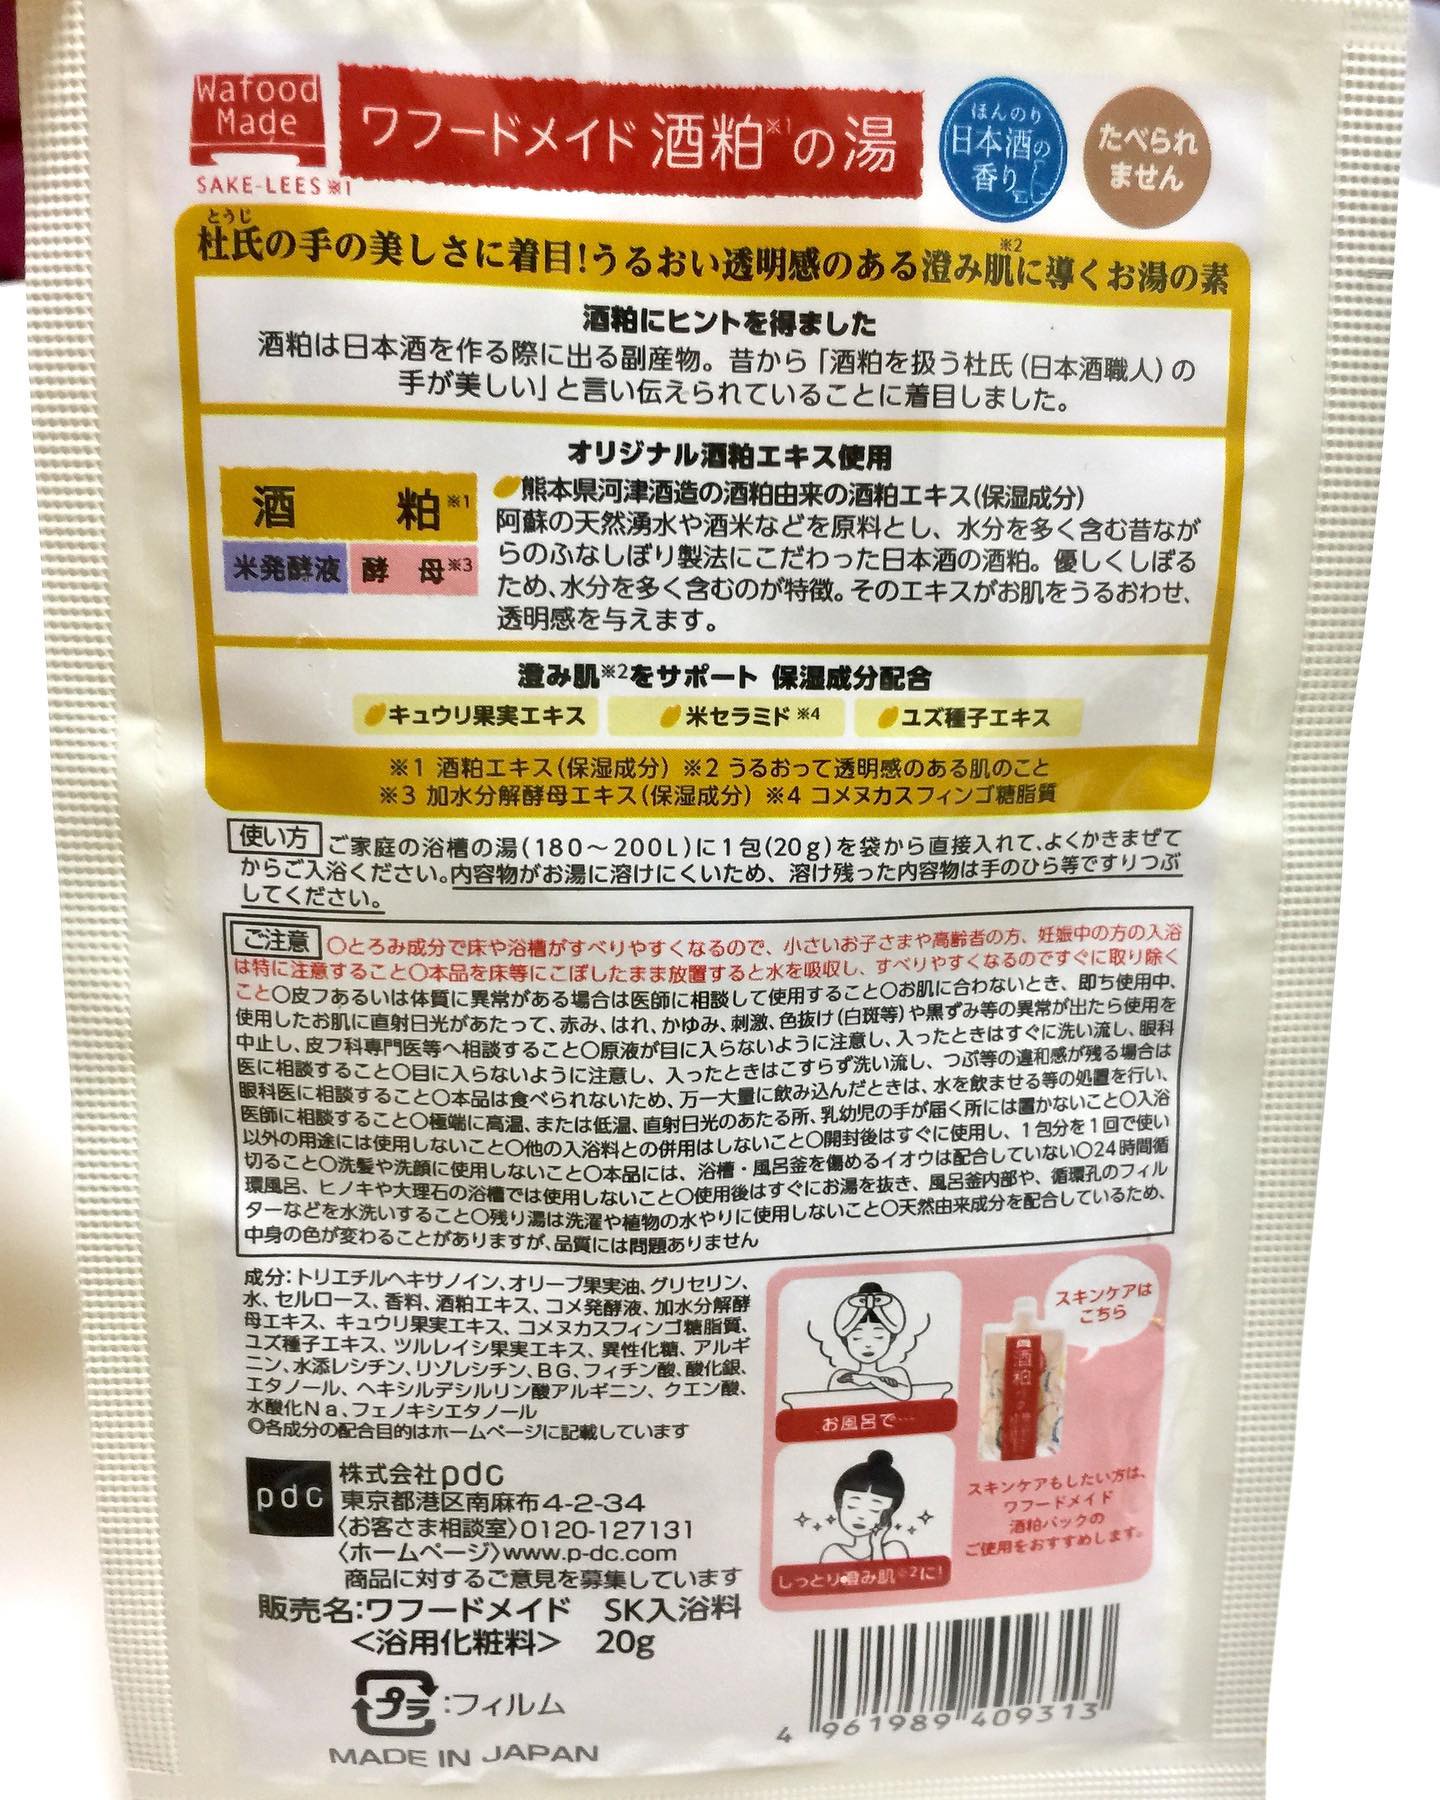 Wafood
Made
SAKE-LEES※1
ワフードメイド 酒粕※1の湯
ほんのり
日本酒の
香り
たべられ
ません
とうじ
杜氏の手の美しさに着目!うるおい透明感のある澄み肌※2に導くお湯の素
酒粕にヒントを得ました
酒粕は日本酒を作る際に出る副産物。昔から「酒粕を扱う杜氏(日本酒職人)の
手が美しい」と言い伝えられていることに着目しました。
オリジナル酒粕エキス使用
酒 粕※1
米発酵液 酵 母※3
熊本県河津酒造の酒粕由来の酒粕エキス(保湿成分)
阿蘇の天然湧水や酒米などを原料とし、水分を多く含む昔なが
らのふなしぼり製法にこだわった日本酒の酒粕。優しくしぼる
ため、水分を多く含むのが特徴。そのエキスがお肌をうるおわせ、
透明感を与えます。
澄み肌※2をサポート 保湿成分配合
キュウリ果実エキス 米セラミド※4 ユズ種子エキス
※1 酒粕エキス(保湿成分) ※2 うるおって透明感のある肌のこと
※3 加水分解酵母エキス(保湿成分) ※4 コメヌカスフィンゴ糖脂質
使い方 ご家庭の浴槽の湯(180～200L)に1包(20g)を袋から直接入れて、よくかきまぜて
からご入浴ください。内容物がお湯に溶けにくいため、溶け残った内容物は手のひら等ですりつぶ
してください。
ご注意 ○とろみ成分で床や浴槽がすべりやすくなるので、小さいお子さまや高齢者の方、妊娠中の方の入浴
は特に注意すること○本品を床等にこぼしたまま放置すると水を吸収し、すべりやすくなるのですぐに取り除く
こと○皮フあるいは体質に異常がある場合は医師に相談して使用すること○お肌に合わないとき、即ち使用中、
使用したお肌に直射日光があたって、赤み、はれ、かゆみ、刺激、色抜け(白斑等)や黒ずみ等の異常が出たら使用を
中止し、皮フ科専門医等へ相談すること○原液が目に入らないように注意し、入ったときはすぐに洗い流し、眼科
医に相談すること○目に入らないように注意し、入ったときはこすらず洗い流し、つぶ等の違和感が残る場合は
眼科医に相談すること○本品は食べられないため、万一大量に飲み込んだときは、水を飲ませる等の処置を行い、
医師に相談すること○極端に高温、または低温、直射日光のあたる所、乳幼児の手が届く所には置かないこと○入浴
以外の用途には使用しないこと○他の入浴料との併用はしないこと○開封後はすぐに使用し、1包分を1回で使い
切ること○洗髪や洗顔に使用しないこと○本品には、浴槽・風呂釜を傷めるイオウは配合していない○24時間循
環風呂、ヒノキや大理石の浴槽では使用しないこと○使用後はすぐにお湯を抜き、風呂釜内部や、循環孔のフィル
ターなどを水洗いすること○残り湯は洗濯や植物の水やりに使用しないこと○天然由来成分を配合しているため、
中身の色が変わることがありますが、品質には問題ありません
成分:トリエチルヘキサノイン、オリーブ果実油、グリセリン、
水、セルロース、香料、酒粕エキス、コメ発酵液、加水分解酵
母エキス、キュウリ果実エキス、コメヌカスフィンゴ糖脂質、
ユズ種子エキス、ツルレイシ果実エキス、異性化糖、アルギ
ニン、水添レシチン、リゾレシチン、BG、フィチン酸、酸化銀、
エタノール、ヘキシルデシルリン酸アルギニン、クエン酸、
水酸化Na、フェノキシエタノール
◎各成分の配合目的はホームページに記載しています
pdc
株式会社pdc
東京都港区南麻布4-2-34
〈お客さま相談室〉0120-127131
〈ホームページ〉www.p-dc.com
商品に対するご意見を募集しています
販売名:ワフードメイド SK入浴料
<浴用化粧料> 20g
プラ:フィルム
MADE IN JAPAN
お風呂で…
しっとり澄み肌※2に!
スキンケアは
こちら
酒粕
スキンケアもしたい方は、
ワフードメイド
酒粕パックの
ご使用をおすすめします。
4 961989 409313